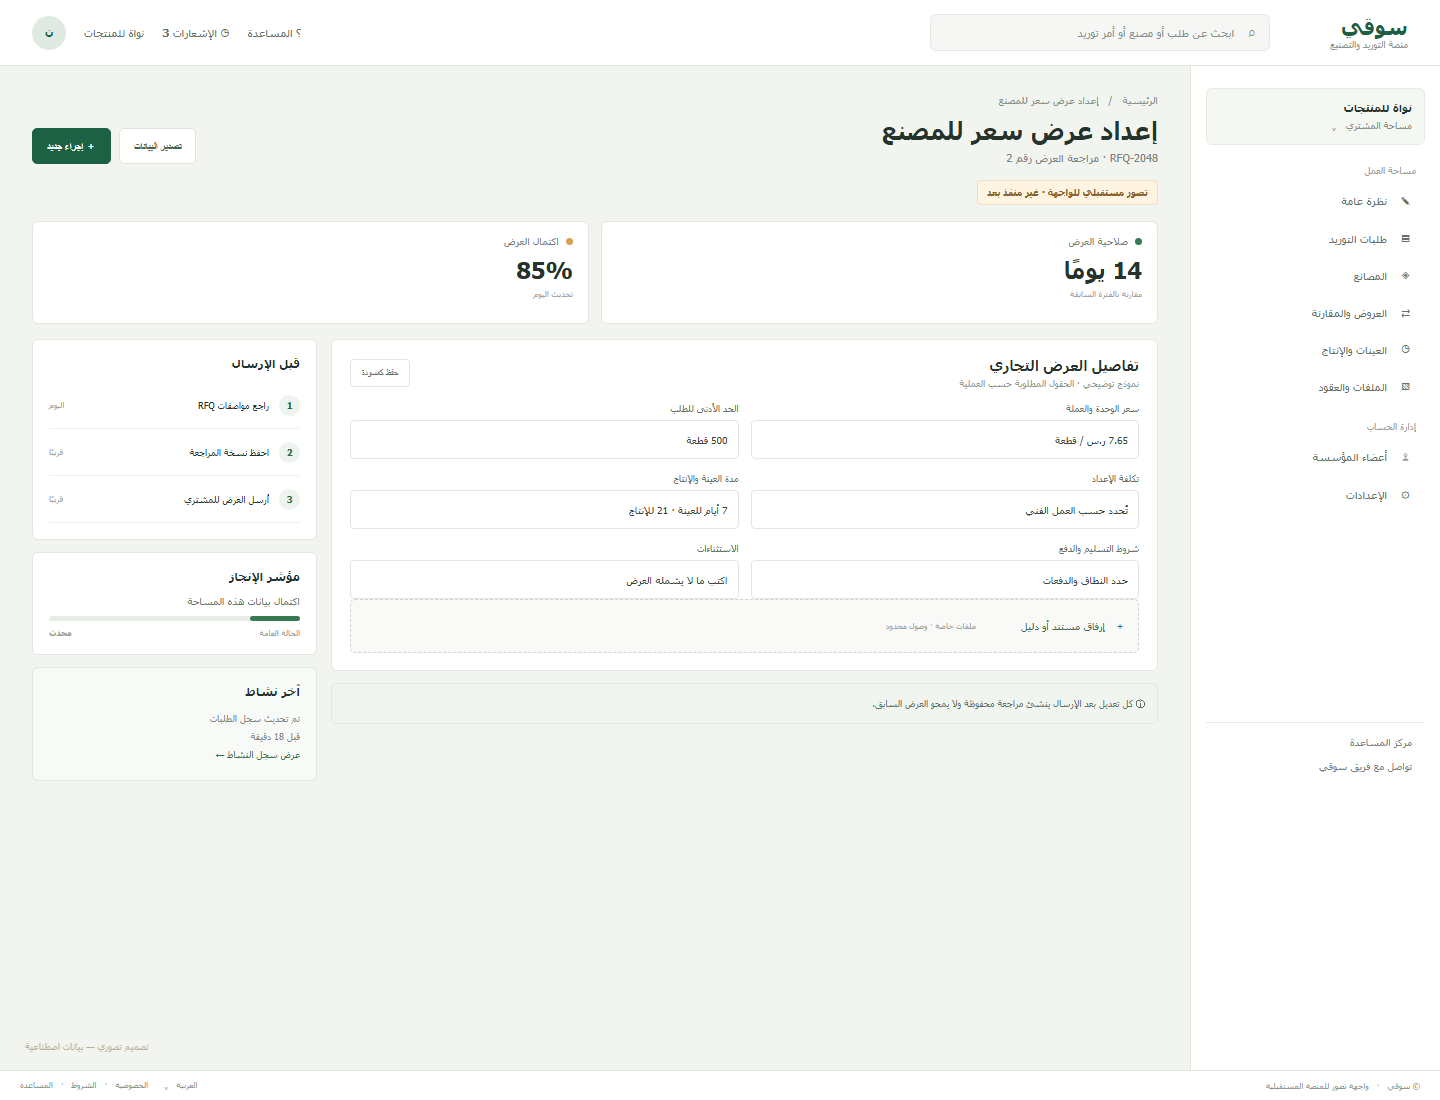 سوقي
منصة التوريد والتصنيع
ابحث عن طلب أو مصنع أو أمر توريد
؟ المساعدة
الإشعارات 3
نواة للمنتجات
ن
نواة للمنتجات
مساحة المشتري
مساحة العمل
نظرة عامة
طلبات التوريد
المصانع
العروض والمقارنة
العينات والإنتاج
الملفات والعقود
إدارة الحساب
أعضاء المؤسسة
الإعدادات
مركز المساعدة
تواصل مع فريق سوقي
الرئيسية / إعداد عرض سعر للمصنع
إعداد عرض سعر للمصنع
RFQ-2048 · مراجعة العرض رقم 2
تصور مستقبلي للواجهة · غير منفذ بعد
تصدير البيانات
+ إجراء جديد
صلاحية العرض
14 يومًا
مقارنة بالفترة السابقة
اكتمال العرض
85%
تحديث اليوم
تفاصيل العرض التجاري
نموذج توضيحي · الحقول المطلوبة حسب العملية
حفظ كمسودة
سعر الوحدة والعملة
7.65 ر.س / قطعة
الحد الأدنى للطلب
500 قطعة
تكلفة الإعداد
تُحدد حسب العمل الفني
مدة العينة والإنتاج
7 أيام للعينة · 21 للإنتاج
شروط التسليم والدفع
حدد النطاق والدفعات
الاستثناءات
اكتب ما لا يشمله العرض
+ إرفاق مستند أو دليل
ملفات خاصة · وصول محدود
ⓘ كل تعديل بعد الإرسال ينشئ مراجعة محفوظة ولا يمحو العرض السابق.
قبل الإرسال
1 راجع مواصفات RFQ اليوم
2 احفظ نسخة المراجعة قريبًا
3 أرسل العرض للمشتري قريبًا
مؤشر الإنجاز
اكتمال بيانات هذه المساحة
الحالة العامة محدث
آخر نشاط
تم تحديث سجل الطلبات
قبل 18 دقيقة
عرض سجل النشاط ←
تصميم تصوري — بيانات اصطناعية
© سوقي · واجهة تصور للمنصة المستقبلية
العربية
الخصوصية · الشروط · المساعدة